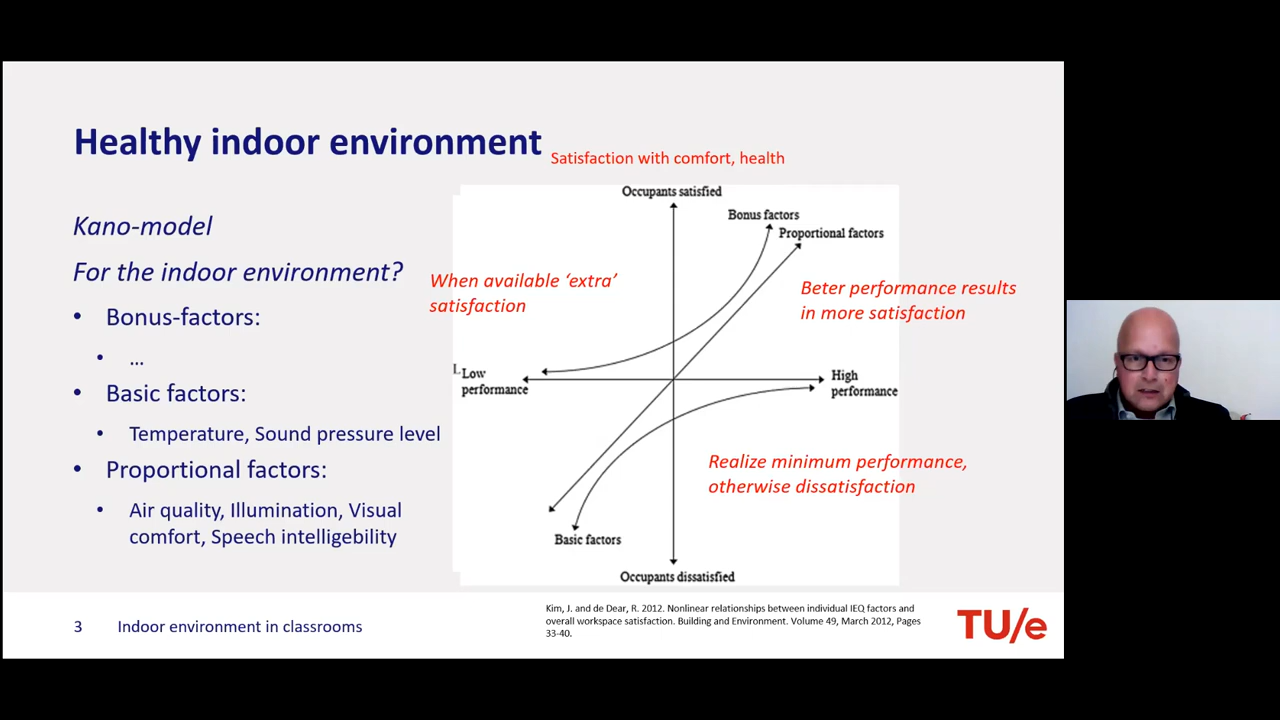 Healthy indoor environment
Satisfaction with comfort, health
Kano-model
For the indoor environment?
• Bonus-factors:
• ...
• Basic factors:
• Temperature, Sound pressure level
• Proportional factors:
• Air quality, Illumination, Visual
comfort, Speech intelligebility
Occupants satisfied
Bonus factors
Proportional factors
When available ‘extra’
satisfaction
Beter performance results
in more satisfaction
L
Low
performance
High
performance
Realize minimum performance,
otherwise dissatisfaction
Basic factors
Occupants dissatisfied
3
Indoor environment in classrooms
Kim, J. and de Dear, R. 2012. Nonlinear relationships between individual IEQ factors and
overall workspace satisfaction. Building and Environment. Volume 49, March 2012, Pages
33-40.
TU/e